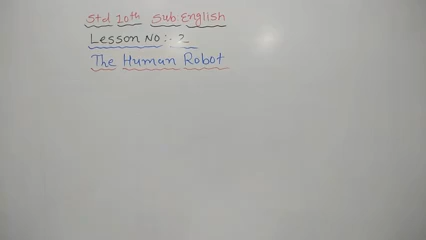 Std 10th Sub English
Lesson No :- 2
The Human Robot